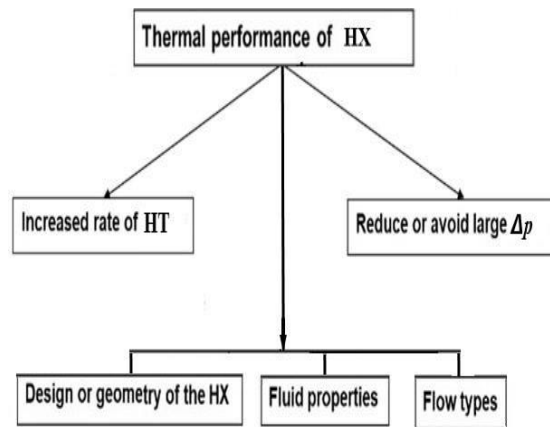 Thermal performance of HX
Increased rate of HT
Reduce or avoid large Δp
Design or geometry of the HX
Fluid properties
Flow types